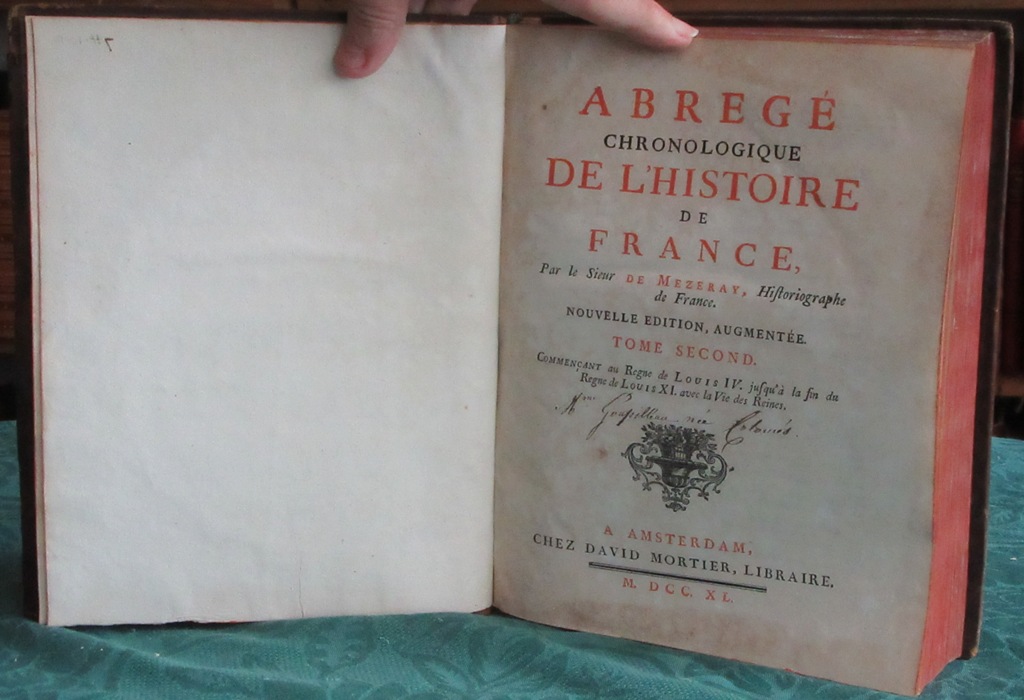 ABREGÉ
CHRONOLOGIQUE
DE L'HISTOIRE
DE
FRANCE,
Par le Sieur DE MEZERAY, Hiſtoriographe
de France.
NOUVELLE EDITION, AUGMENTÉE.
TOME SECOND.
COMMENÇANT au Regne de LOUIS IV. juſqu'à la fin du
Regne de LOUIS XI. avec la Vie des Reines.
née
A AMSTERDAM,
CHEZ DAVID MORTIER, LIBRAIRE.
M. DCC. XL.